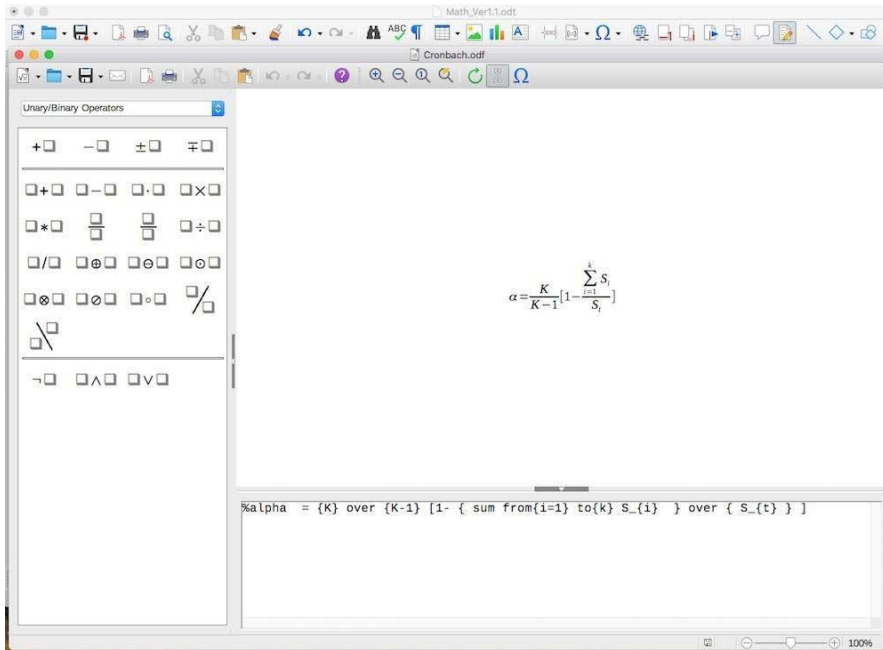 Math_Ver1.1.odt
Cronbach.odf
Unary/Binary Operators
+□ −□ ±□ ∓□
□+□ □−□ □·□ □×□
□∗□ □/□ □/□ □÷□
□/□ □⊕□ □⊖□ □⊙□
□⊗□ □⊘□ □∘□ □/□
□\□
¬□ □∧□ □∨□
α = K/(K−1) [1− ∑_{i=1}^{k} S_i / S_t]
%alpha = {K} over {K-1} [1- { sum from{i=1} to{k} S_{i} } over { S_{t} } ]
100%